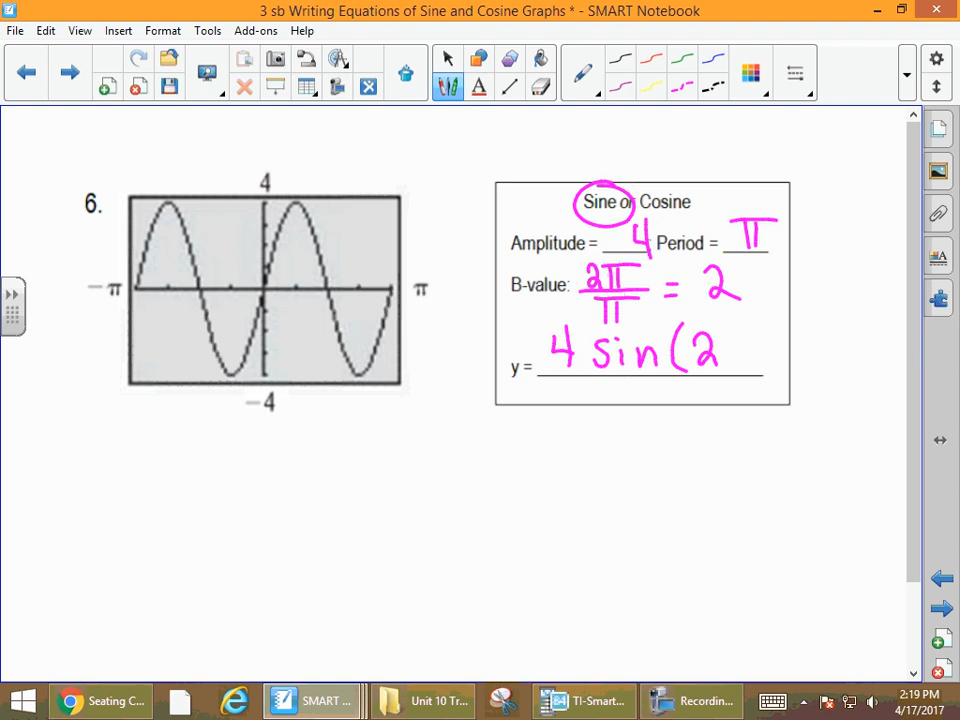 3 sb Writing Equations of Sine and Cosine Graphs * - SMART Notebook
File Edit View Insert Format Tools Add-ons Help
6.
4
-π π
-4
Sine or Cosine
Amplitude = 4 Period = π
B-value: 2π/π = 2
y = 4 sin(2
Seating C...
SMART ...
Unit 10 Tr...
TI-Smart...
Recording...
2:19 PM
4/17/2017